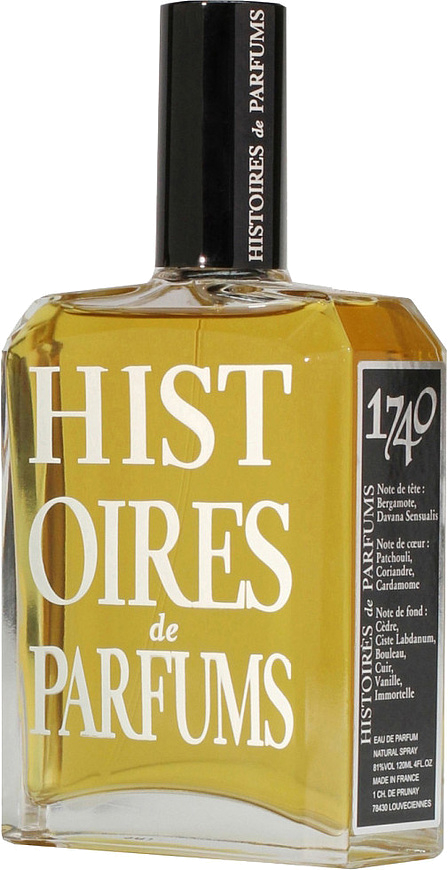 HISTOIRES de PARFUMS
HIST
OIRES
de
PARFUMS
1740
HISTOIRES de PARFUMS
Note de tête :
Bergamote,
Davana Sensualis
Note de cœur :
Patchouli,
Coriandre,
Cardamome
Note de fond :
Cèdre,
Ciste Labdanum,
Bouleau,
Cuir,
Vanille,
Immortelle
EAU DE PARFUM
NATURAL SPRAY
81%VOL 120ML 4FL.OZ
MADE IN FRANCE
1 CH. DE PRUNAY
78430 LOUVECIENNES